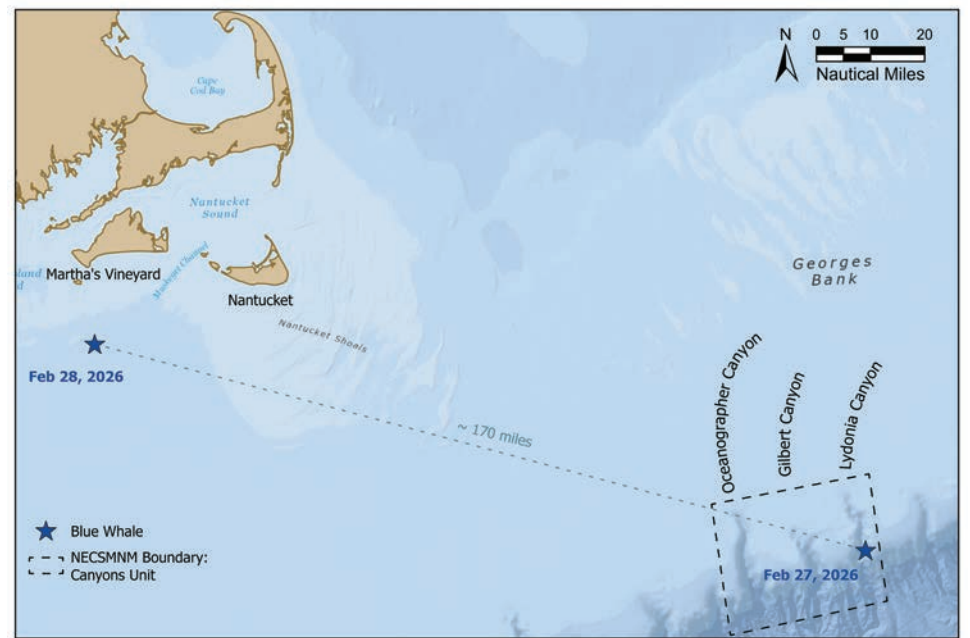 Cape
Cod Bay
N
0 5 10 20
Nautical Miles
Nantucket
Sound
Martha's Vineyard
Muskeget Channel
Nantucket
Georges
Bank
Nantucket Shoals
Feb 28, 2026
~ 170 miles
Oceanographer Canyon
Gilbert Canyon
Lydonia Canyon
Blue Whale
NECSMNM Boundary:
Canyons Unit
Feb 27, 2026